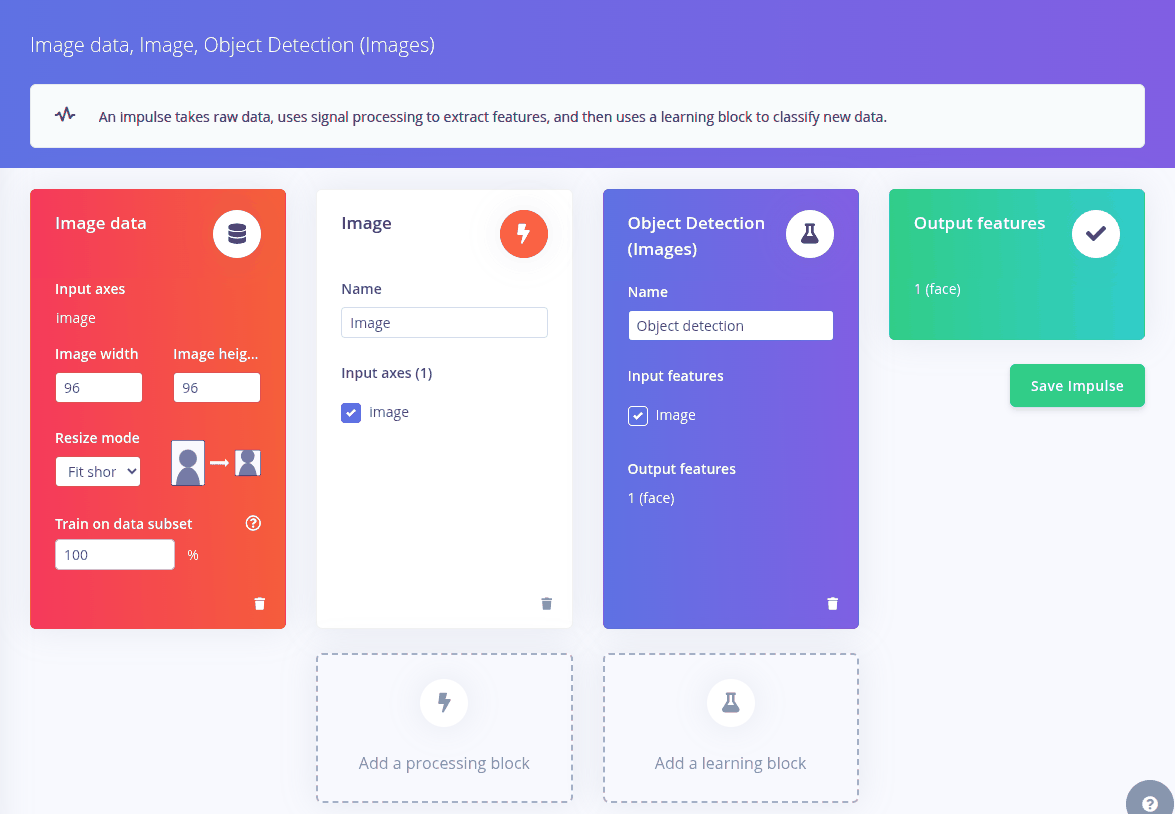 Image data, Image, Object Detection (Images)
An impulse takes raw data, uses signal processing to extract features, and then uses a learning block to classify new data.
Image data
Input axes
image
Image width
Image heig...
96
96
Resize mode
Fit shor
Train on data subset
?
100
%
Image
Name
Image
Input axes (1)
image
Object Detection
(Images)
Name
Object detection
Input features
Image
Output features
1 (face)
Output features
1 (face)
Save Impulse
Add a processing block
Add a learning block
?